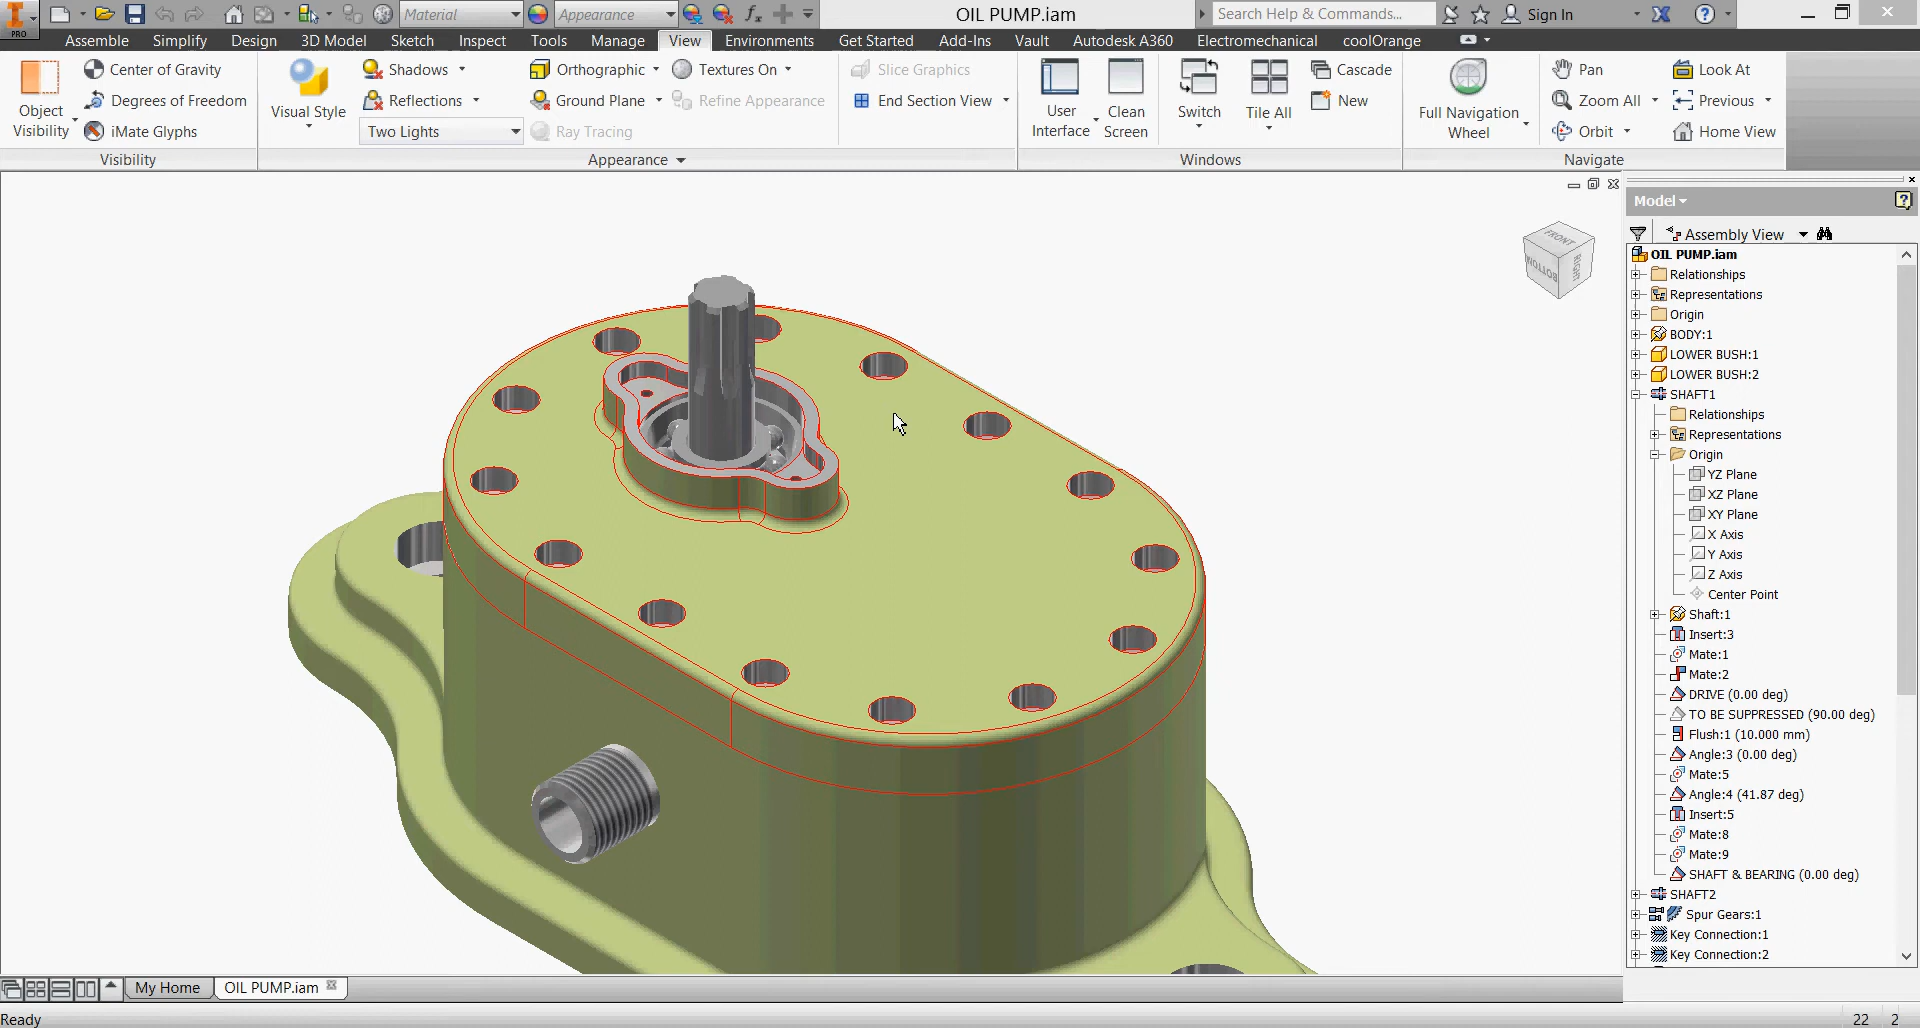 PRO
Material
Appearance
OIL PUMP.iam
Search Help & Commands...
Sign In
Assemble Simplify Design 3D Model Sketch Inspect Tools Manage View Environments Get Started Add-Ins Vault Autodesk A360 Electromechanical coolOrange
Object Visibility
Center of Gravity
Degrees of Freedom
iMate Glyphs
Visibility
Visual Style
Shadows
Reflections
Two Lights
Orthographic
Ground Plane
Ray Tracing
Textures On
Refine Appearance
Appearance
Slice Graphics
End Section View
User Interface
Clean Screen
Switch
Tile All
Cascade
New
Windows
Full Navigation Wheel
Pan
Zoom All
Orbit
Look At
Previous
Home View
Navigate
FRONT
BOTTOM
RIGHT
Model
Assembly View
OIL PUMP.iam
Relationships
Representations
Origin
BODY:1
LOWER BUSH:1
LOWER BUSH:2
SHAFT1
Relationships
Representations
Origin
YZ Plane
XZ Plane
XY Plane
X Axis
Y Axis
Z Axis
Center Point
Shaft:1
Insert:3
Mate:1
Mate:2
DRIVE (0.00 deg)
TO BE SUPPRESSED (90.00 deg)
Flush:1 (10.000 mm)
Angle:3 (0.00 deg)
Mate:5
Angle:4 (41.87 deg)
Insert:5
Mate:8
Mate:9
SHAFT & BEARING (0.00 deg)
SHAFT2
Spur Gears:1
Key Connection:1
Key Connection:2
My Home
OIL PUMP.iam
Ready
22 2